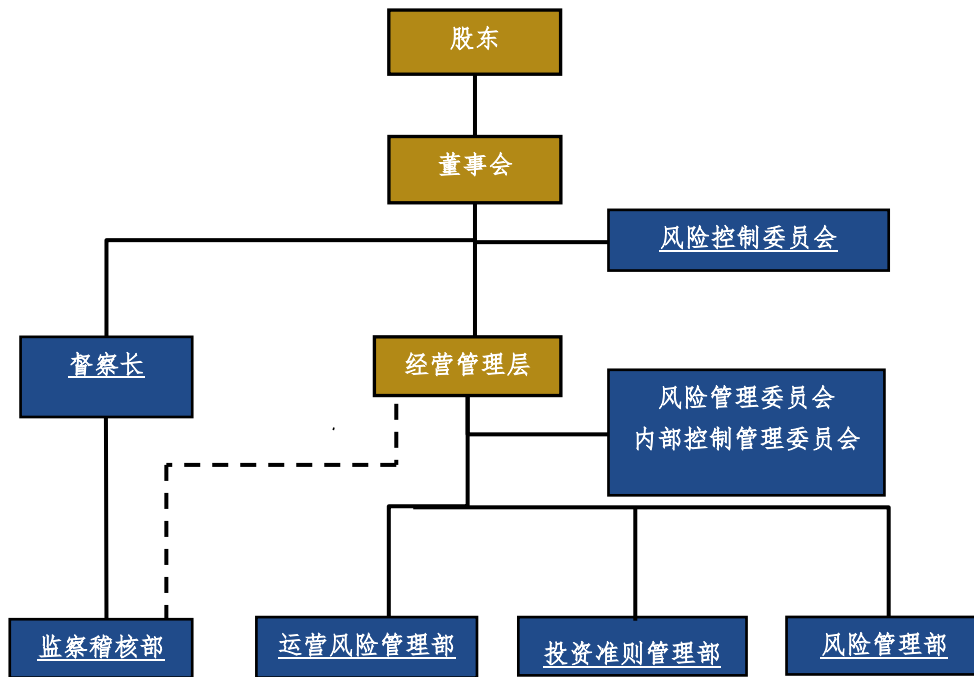 股东
董事会
风险控制委员会
督察长
经营管理层
风险管理委员会
内部控制管理委员会
监察稽核部
运营风险管理部
投资准则管理部
风险管理部